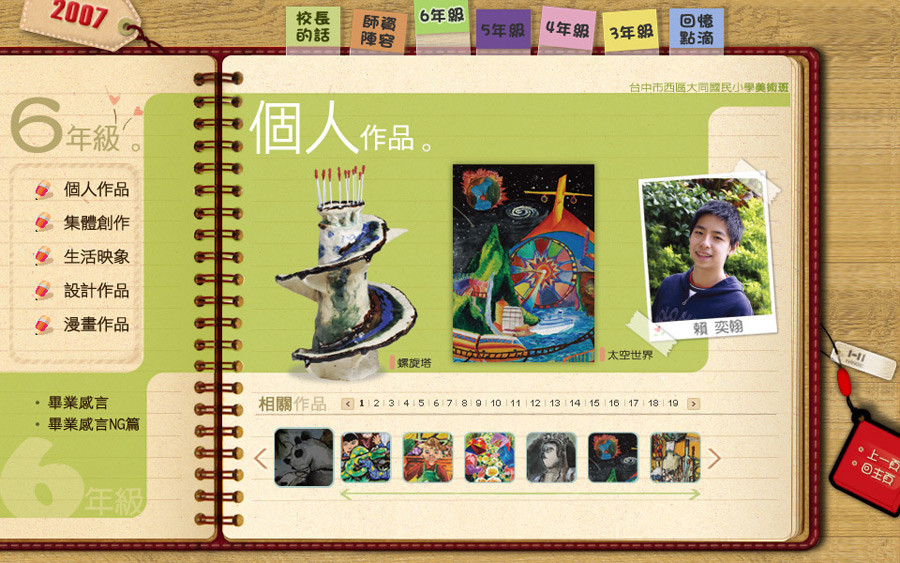 2007
校長
的話
師資
陣容
6年級
5年級
4年級
3年級
回憶
點滴
台中市西區大同國民小學美術班
6年級。
個人作品
集體創作
生活映象
設計作品
漫畫作品
畢業感言
畢業感言NG篇
6年級
個人作品。
螺旋塔
太空世界
賴 奕翰
相關作品
< 1 | 2 | 3 | 4 | 5 | 6 | 7 | 8 | 9 | 10 | 11 | 12 | 13 | 14 | 15 | 16 | 17 | 18 | 19 >
上一頁
回主頁